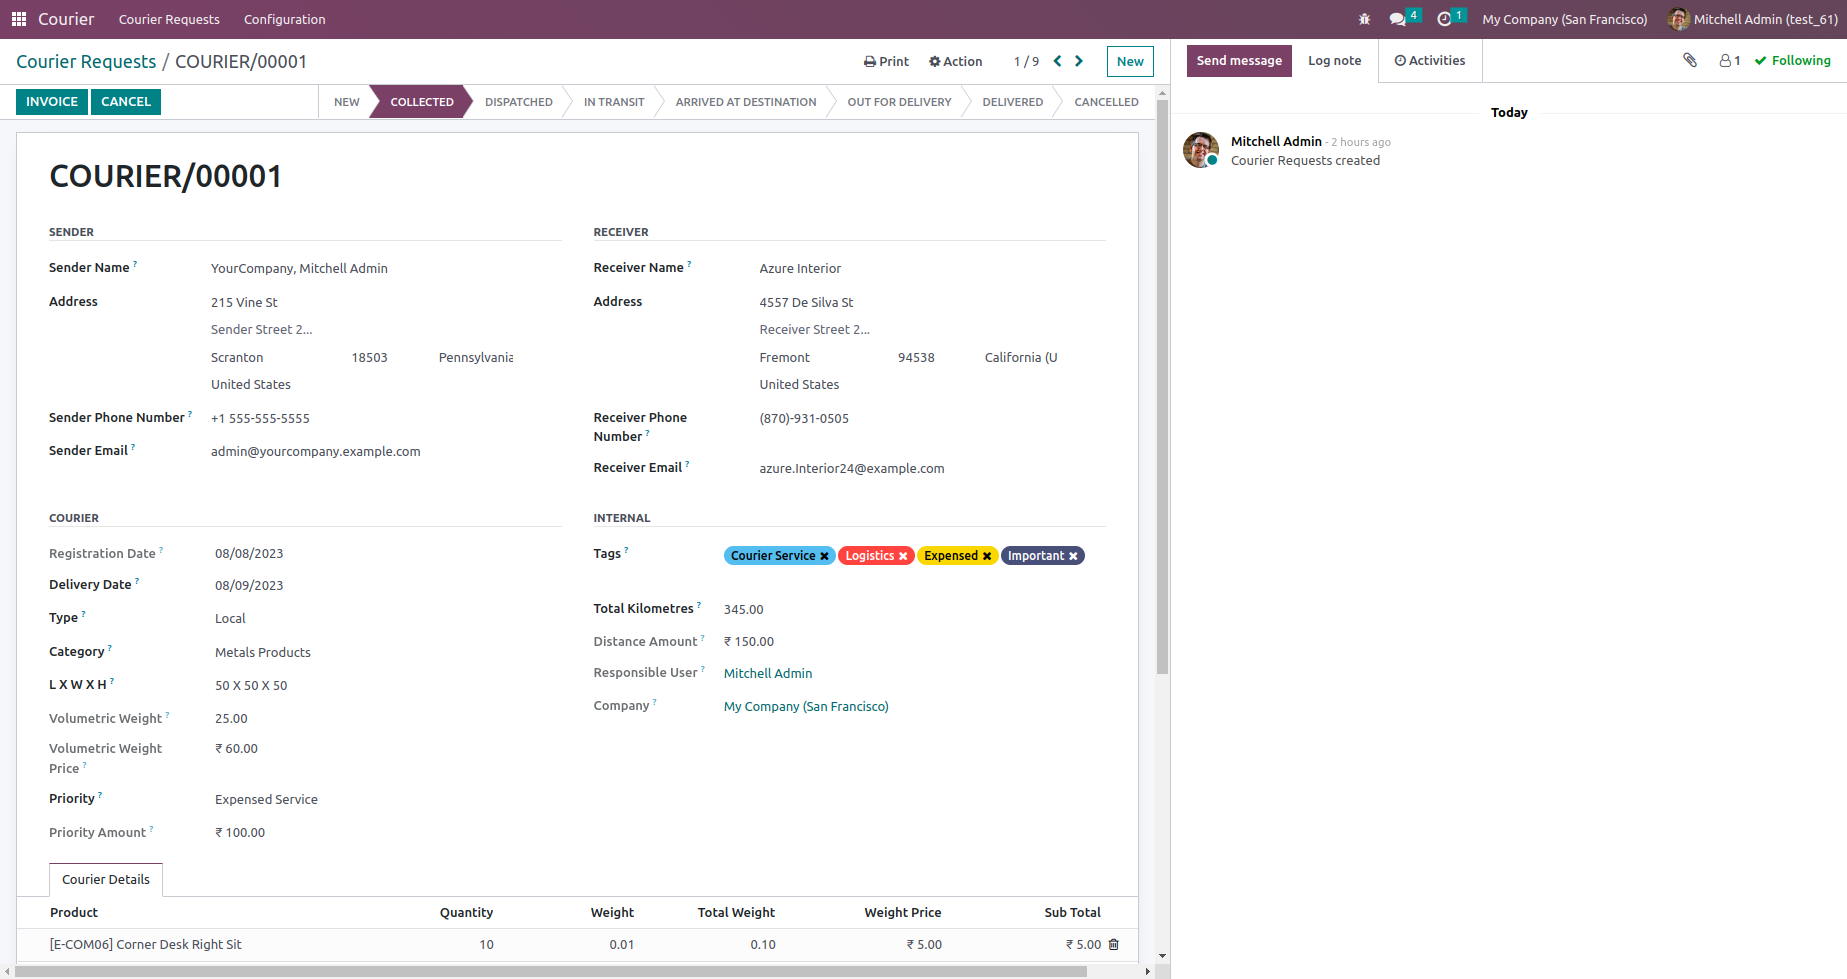 Courier Courier Requests Configuration 4 1 My Company (San Francisco) Mitchell Admin (test_61)
Courier Requests / COURIER/00001 Print Action 1 / 9 New
Send message Log note Activities 1 Following
INVOICE CANCEL NEW COLLECTED DISPATCHED IN TRANSIT ARRIVED AT DESTINATION OUT FOR DELIVERY DELIVERED CANCELLED
Today
Mitchell Admin - 2 hours ago
Courier Requests created
COURIER/00001
SENDER
Sender Name ? YourCompany, Mitchell Admin
Address 215 Vine St
Sender Street 2...
Scranton 18503 Pennsylvania
United States
Sender Phone Number ? +1 555-555-5555
Sender Email ? admin@yourcompany.example.com
RECEIVER
Receiver Name ? Azure Interior
Address 4557 De Silva St
Receiver Street 2...
Fremont 94538 California (U
United States
Receiver Phone (870)-931-0505
Number ?
Receiver Email ? azure.Interior24@example.com
COURIER
Registration Date ? 08/08/2023
Delivery Date ? 08/09/2023
Type ? Local
Category ? Metals Products
L X W X H ? 50 X 50 X 50
Volumetric Weight ? 25.00
Volumetric Weight ₹ 60.00
Price ?
Priority ? Expensed Service
Priority Amount ? ₹ 100.00
INTERNAL
Tags ? Courier Service Logistics Expensed Important
Total Kilometres ? 345.00
Distance Amount ? ₹ 150.00
Responsible User ? Mitchell Admin
Company ? My Company (San Francisco)
Courier Details
Product Quantity Weight Total Weight Weight Price Sub Total
[E-COM06] Corner Desk Right Sit 10 0.01 0.10 ₹ 5.00 ₹ 5.00